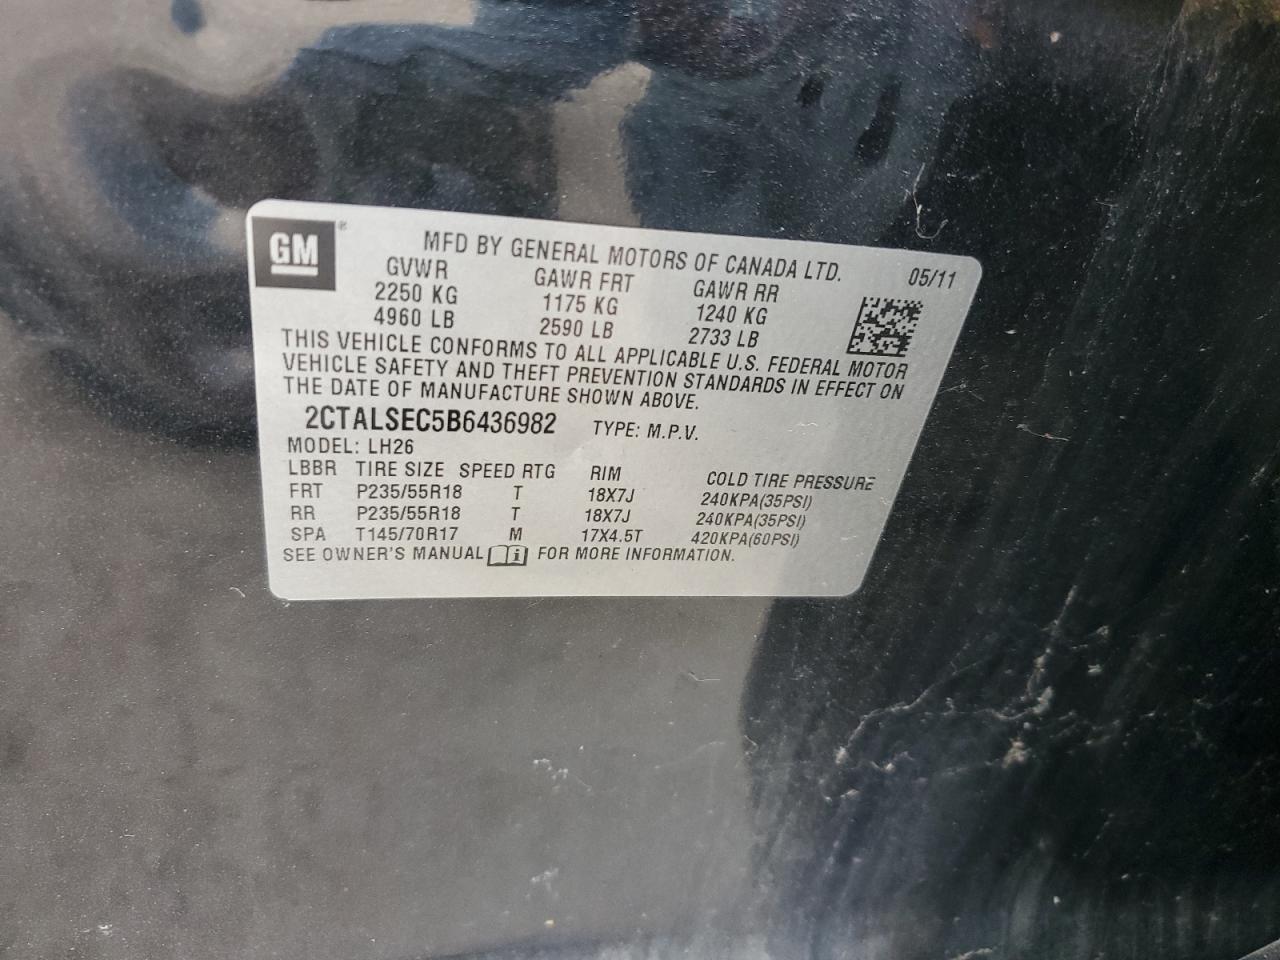 GM®
MFD BY GENERAL MOTORS OF CANADA LTD. 05/11
GVWR GAWR FRT GAWR RR
2250 KG 1175 KG 1240 KG
4960 LB 2590 LB 2733 LB
THIS VEHICLE CONFORMS TO ALL APPLICABLE U.S. FEDERAL MOTOR
VEHICLE SAFETY AND THEFT PREVENTION STANDARDS IN EFFECT ON
THE DATE OF MANUFACTURE SHOWN ABOVE.
2CTALSEC5B6436982 TYPE: M.P.V.
MODEL: LH26
LBBR TIRE SIZE SPEED RTG RIM COLD TIRE PRESSURE
FRT P235/55R18 T 18X7J 240KPA(35PSI)
RR P235/55R18 T 18X7J 240KPA(35PSI)
SPA T145/70R17 M 17X4.5T 420KPA(60PSI)
SEE OWNER'S MANUAL FOR MORE INFORMATION.